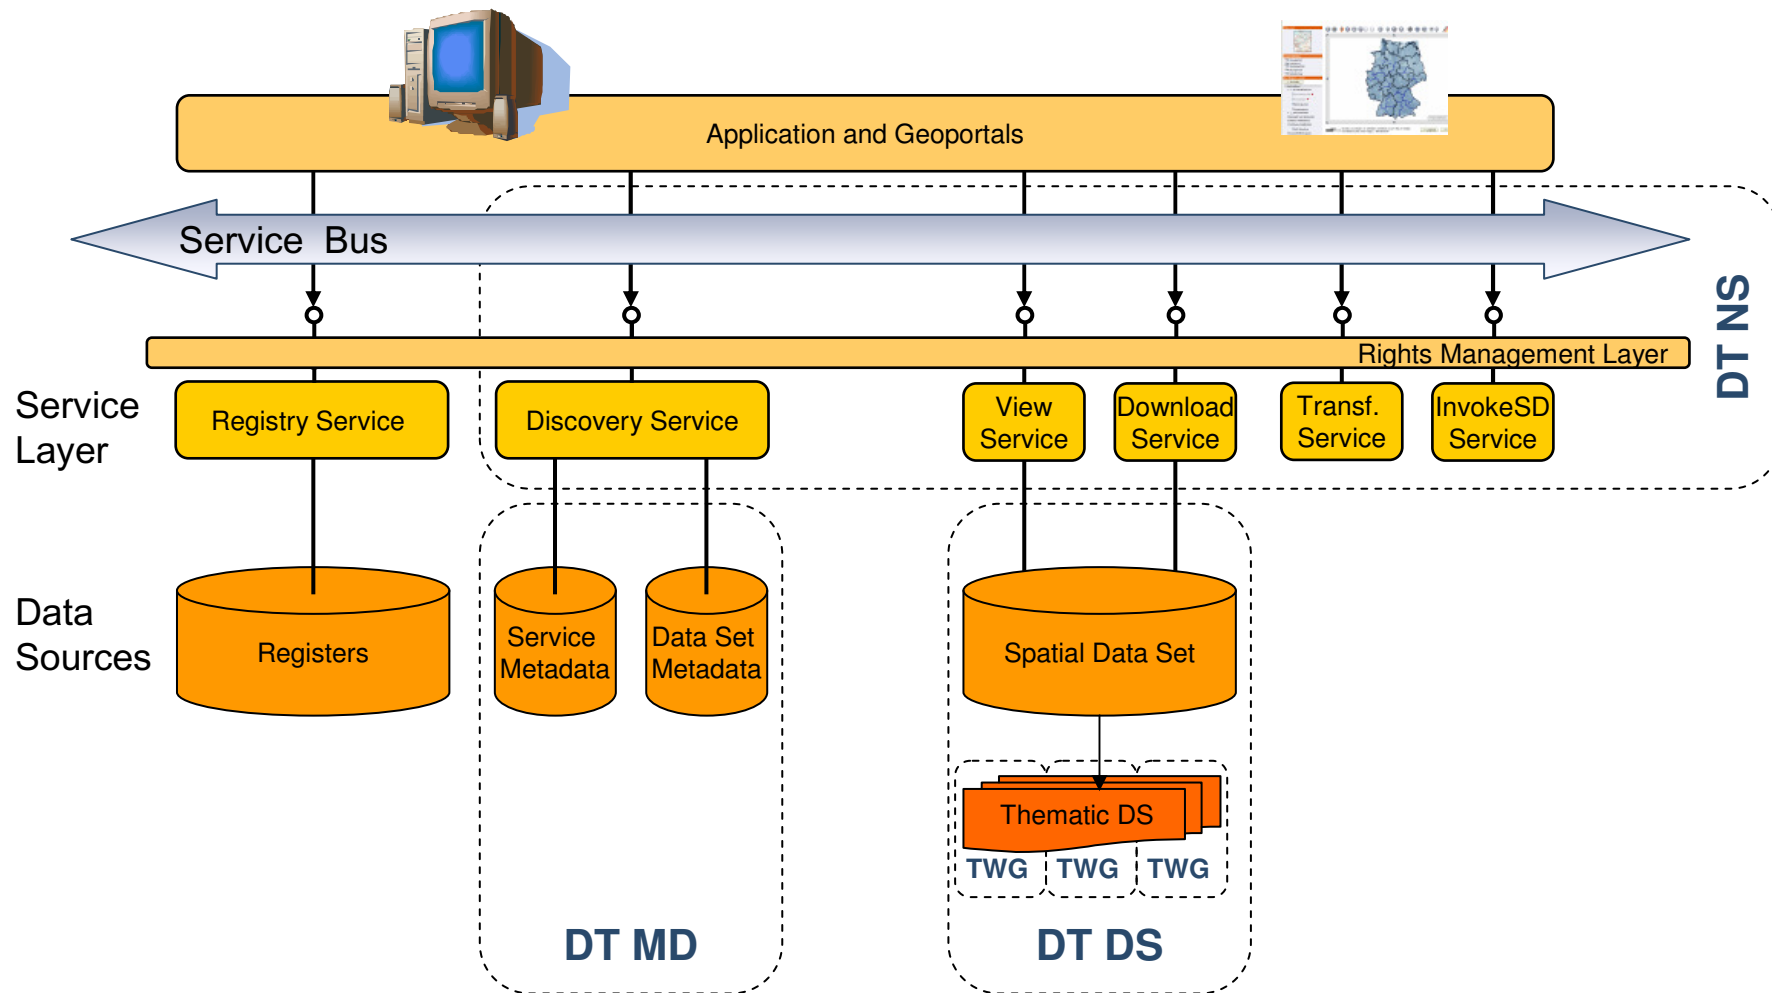 Application and Geoportals
Service Bus
DT NS
Rights Management Layer
Service
Layer
Registry Service
Discovery Service
View
Service
Download
Service
Transf.
Service
InvokeSD
Service
Data
Sources
Registers
Service
Metadata
Data Set
Metadata
Spatial Data Set
Thematic DS
TWG
TWG
TWG
DT MD
DT DS